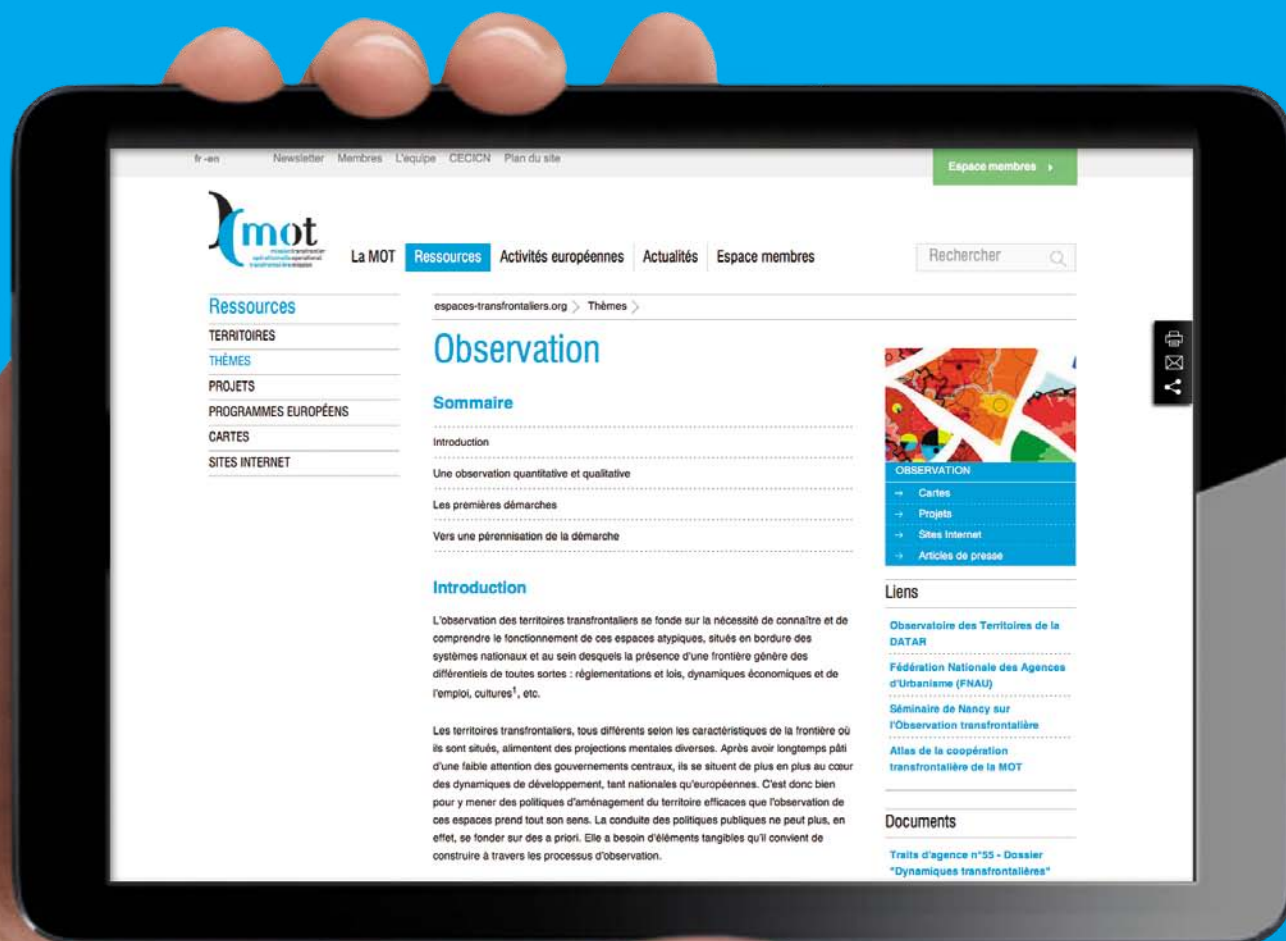 fr -en Newsletter Membres L'équipe CECICN Plan du site
Espace membres
mot
La MOT Ressources Activités européennes Actualités Espace membres
Rechercher
Ressources
TERRITOIRES
THÈMES
PROJETS
PROGRAMMES EUROPÉENS
CARTES
SITES INTERNET
espaces-transfrontaliers.org > Thèmes >
Observation
Sommaire
Introduction
Une observation quantitative et qualitative
Les premières démarches
Vers une pérennisation de la démarche
Introduction
L'observation des territoires transfrontaliers se fonde sur la nécessité de connaître et de
comprendre le fonctionnement de ces espaces atypiques, situés en bordure des
systèmes nationaux et au sein desquels la présence d'une frontière génère des
différentiels de toutes sortes : réglementations et lois, dynamiques économiques et de
l'emploi, cultures¹, etc.
Les territoires transfrontaliers, tous différents selon les caractéristiques de la frontière où
ils sont situés, alimentent des projections mentales diverses. Après avoir longtemps pâti
d'une faible attention des gouvernements centraux, ils se situent de plus en plus au cœur
des dynamiques de développement, tant nationales qu'européennes. C'est donc bien
pour y mener des politiques d'aménagement du territoire efficaces que l'observation de
ces espaces prend tout son sens. La conduite des politiques publiques ne peut plus, en
effet, se fonder sur des a priori. Elle a besoin d'éléments tangibles qu'il convient de
construire à travers les processus d'observation.
OBSERVATION
→ Cartes
→ Projets
→ Sites Internet
→ Articles de presse
Liens
Observatoire des Territoires de la
DATAR
Fédération Nationale des Agences
d'Urbanisme (FNAU)
Séminaire de Nancy sur
l'Observation transfrontalière
Atlas de la coopération
transfrontalière de la MOT
Documents
Traits d'agence n°55 - Dossier
"Dynamiques transfrontalières"